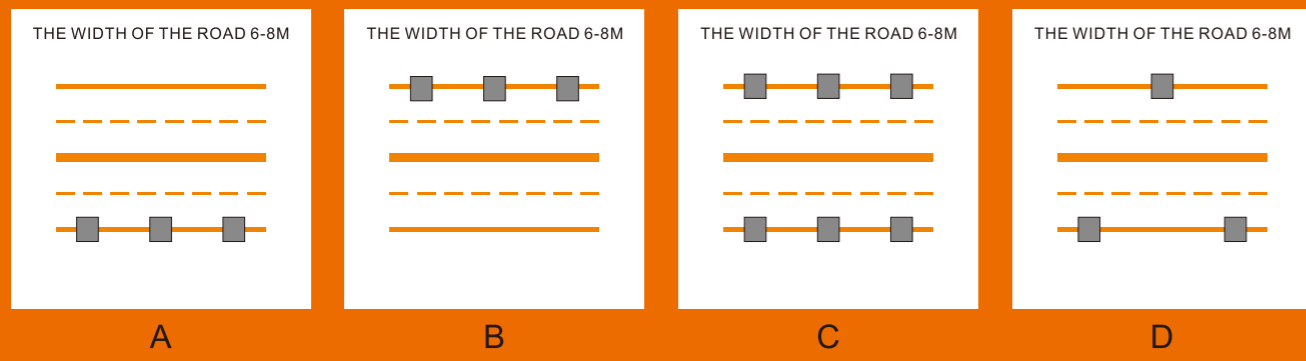 THE WIDTH OF THE ROAD 6-8M
THE WIDTH OF THE ROAD 6-8M
THE WIDTH OF THE ROAD 6-8M
THE WIDTH OF THE ROAD 6-8M
A
B
C
D